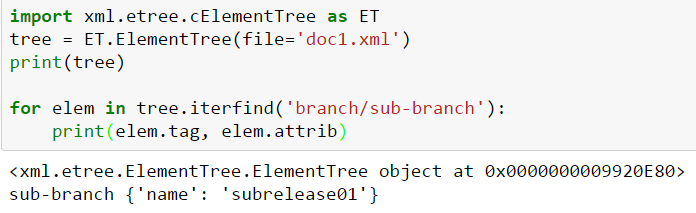 import xml.etree.cElementTree as ET
tree = ET.ElementTree(file='doc1.xml')
print(tree)
for elem in tree.iterfind('branch/sub-branch'):
    print(elem.tag, elem.attrib)
<xml.etree.ElementTree.ElementTree object at 0x0000000009920E80>
sub-branch {'name': 'subrelease01'}